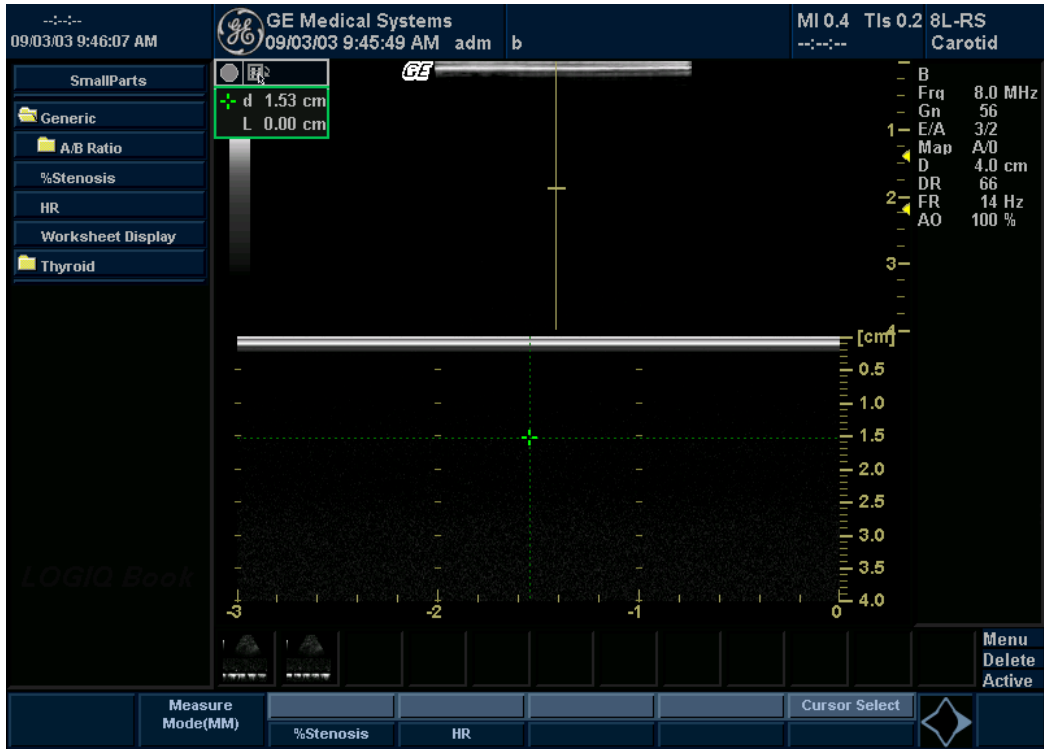 --:--:--
09/03/03 9:46:07 AM
GE Medical Systems
09/03/03 9:45:49 AM adm b
MI 0.4 TIs 0.2 8L-RS
--:--:-- Carotid
SmallParts
Generic
A/B Ratio
%Stenosis
HR
Worksheet Display
Thyroid
LOGIQ Book
GE
d 1.53 cm
L 0.00 cm
1
2
3
4
B
Frq 8.0 MHz
Gn 56
E/A 3/2
Map A/0
D 4.0 cm
DR 66
FR 14 Hz
AO 100 %
[cm]
0.5
1.0
1.5
2.0
2.5
3.0
3.5
4.0
-3 -2 -1 0
Menu
Delete
Active
Measure
Mode(MM)
Cursor Select
%Stenosis HR